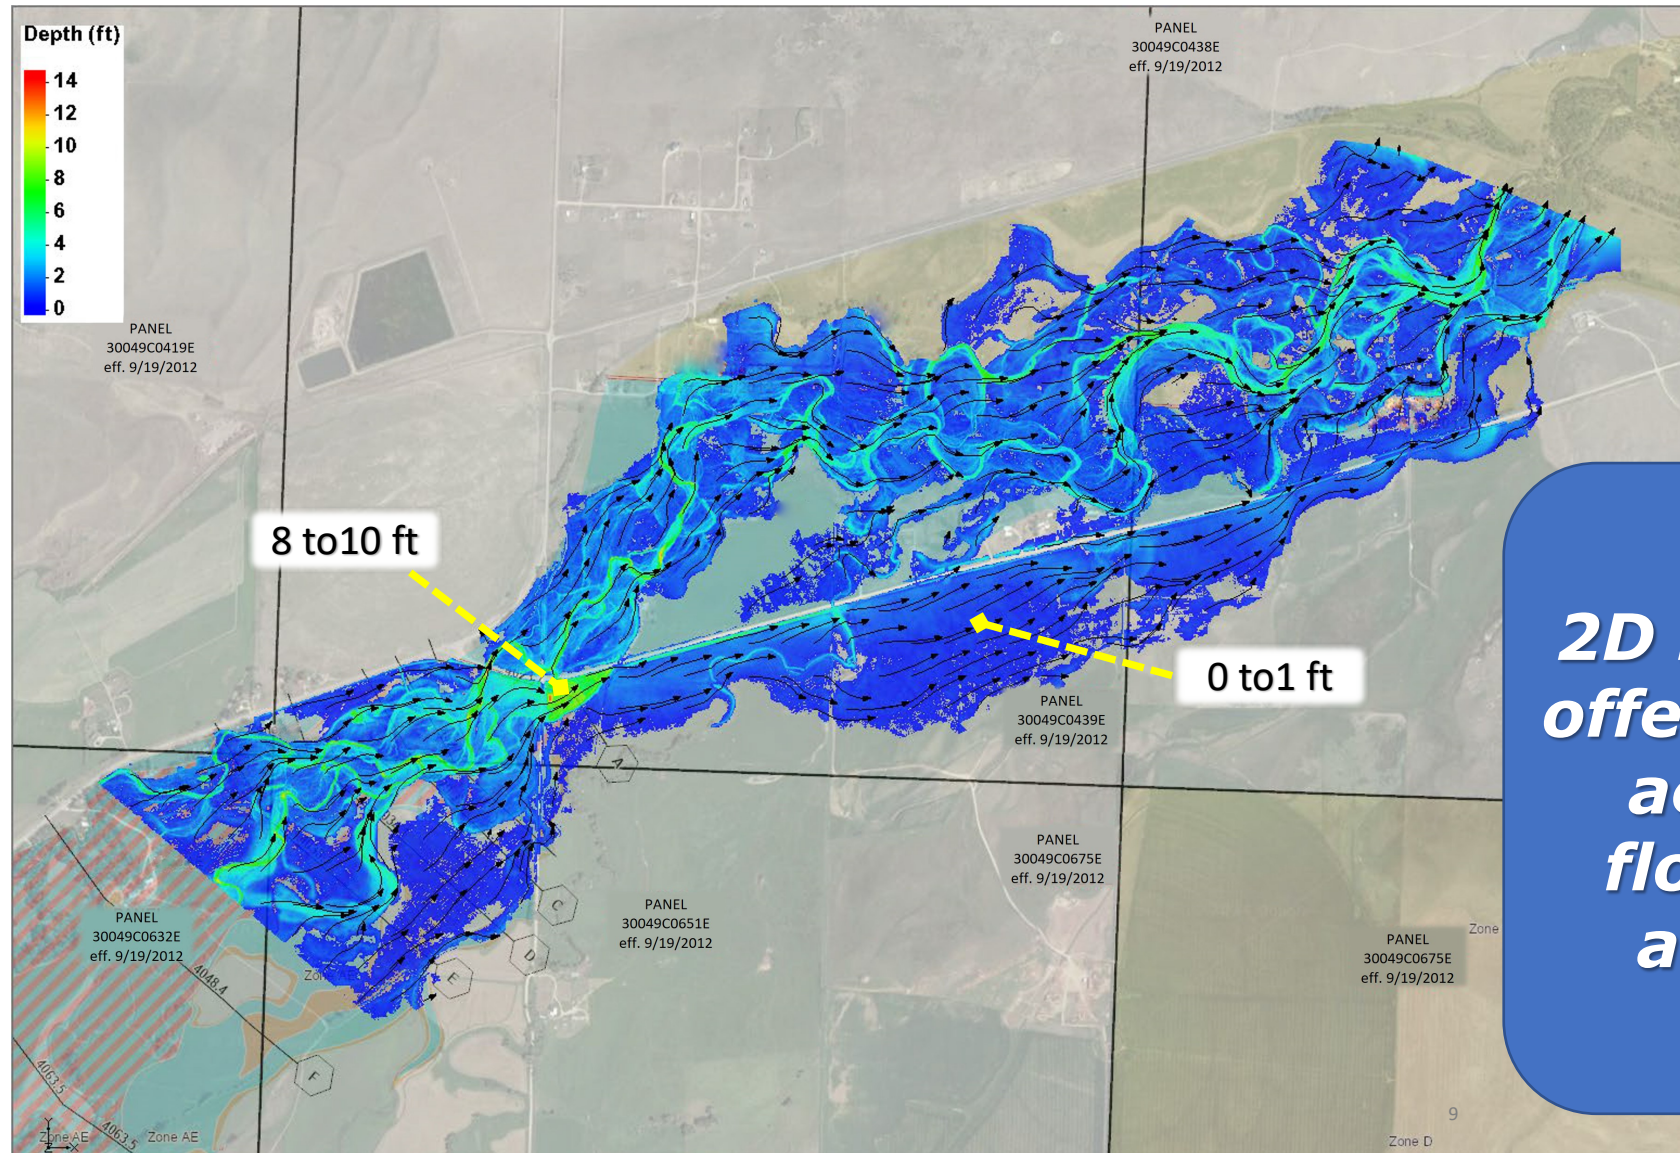 Depth (ft)
14
12
10
8
6
4
2
0
PANEL
30049C0438E
eff. 9/19/2012
PANEL
30049C0419E
eff. 9/19/2012
8 to10 ft
0 to1 ft
PANEL
30049C0439E
eff. 9/19/2012
A
PANEL
30049C0675E
eff. 9/19/2012
PANEL
30049C0651E
eff. 9/19/2012
PANEL
30049C0632E
eff. 9/19/2012
PANEL
30049C0675E
eff. 9/19/2012
C
D
E
F
4048.4
4063.5
4063.5
Zone AE
Zone AE
Zone
Zone D
9
2D
offe
a
flo
a